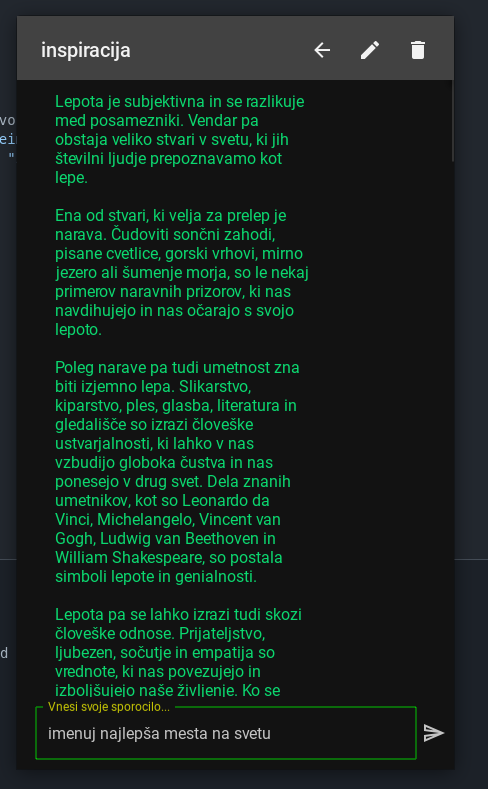 inspiracija
vo
ein
"
Lepota je subjektivna in se razlikuje
med posamezniki. Vendar pa
obstaja veliko stvari v svetu, ki jih
številni ljudje prepoznavamo kot
lepe.
Ena od stvari, ki velja za prelep je
narava. Čudoviti sončni zahodi,
pisane cvetlice, gorski vrhovi, mirno
jezero ali šumenje morja, so le nekaj
primerov naravnih prizorov, ki nas
navdihujejo in nas očarajo s svojo
lepoto.
Poleg narave pa tudi umetnost zna
biti izjemno lepa. Slikarstvo,
kiparstvo, ples, glasba, literatura in
gledališče so izrazi človeške
ustvarjalnosti, ki lahko v nas
vzbudijo globoka čustva in nas
ponesejo v drug svet. Dela znanih
umetnikov, kot so Leonardo da
Vinci, Michelangelo, Vincent van
Gogh, Ludwig van Beethoven in
William Shakespeare, so postala
simboli lepote in genialnosti.
Lepota pa se lahko izrazi tudi skozi
človeške odnose. Prijateljstvo,
ljubezen, sočutje in empatija so
vrednote, ki nas povezujejo in
izboljšujejo naše življenje. Ko se
d
Vnesi svoje sporocilo...
imenuj najlepša mesta na svetu